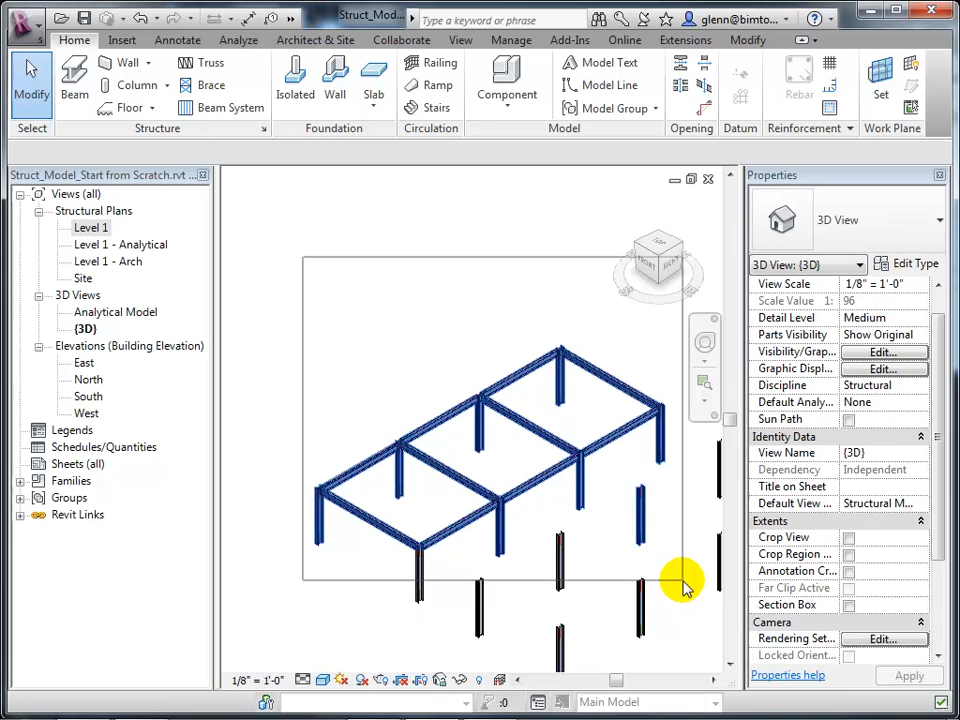 Struct_Mod...
Type a keyword or phrase
glenn@bimto...
Home Insert Annotate Analyze Architect & Site Collaborate View Manage Add-Ins Online Extensions Modify
Modify
Beam
Wall
Column
Floor
Truss
Brace
Beam System
Isolated
Wall
Slab
Railing
Ramp
Stairs
Component
Model Text
Model Line
Model Group
Rebar
Set
Select Structure Foundation Circulation Model Opening Datum Reinforcement Work Plane
Struct_Model_Start from Scratch.rvt ...
Views (all)
Structural Plans
Level 1
Level 1 - Analytical
Level 1 - Arch
Site
3D Views
Analytical Model
{3D}
Elevations (Building Elevation)
East
North
South
West
Legends
Schedules/Quantities
Sheets (all)
Families
Groups
Revit Links
TOP
FRONT
RIGHT
Properties
3D View
3D View: {3D} Edit Type
View Scale 1/8" = 1'-0"
Scale Value 1: 96
Detail Level Medium
Parts Visibility Show Original
Visibility/Grap... Edit...
Graphic Displ... Edit...
Discipline Structural
Default Analy... None
Sun Path
Identity Data
View Name {3D}
Dependency Independent
Title on Sheet
Default View ... Structural M...
Extents
Crop View
Crop Region ...
Annotation Cr...
Far Clip Active
Section Box
Camera
Rendering Set... Edit...
Locked Orient...
Properties help Apply
1/8" = 1'-0"
:0 Main Model